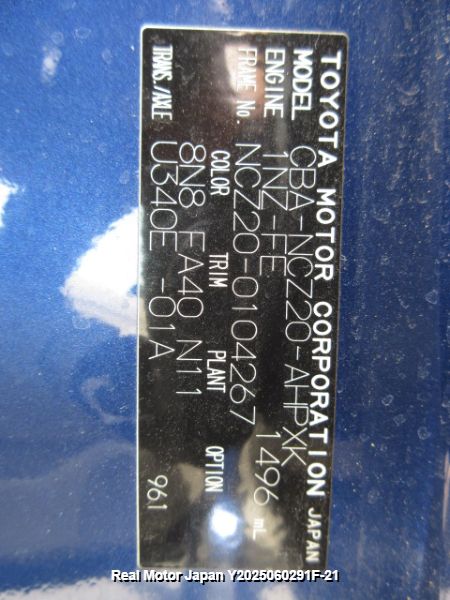 TOYOTA MOTOR CORPORATION JAPAN
MODEL CBA-NCZ20-AHPXK
ENGINE 1NZ-FE 1496 mL
FRAME No. NCZ20-0104267
COLOR TRIM PLANT OPTION
8N8 FA40 N11
TRANS./AXLE U340E-01A 961
Real Motor Japan Y2025060291F-21